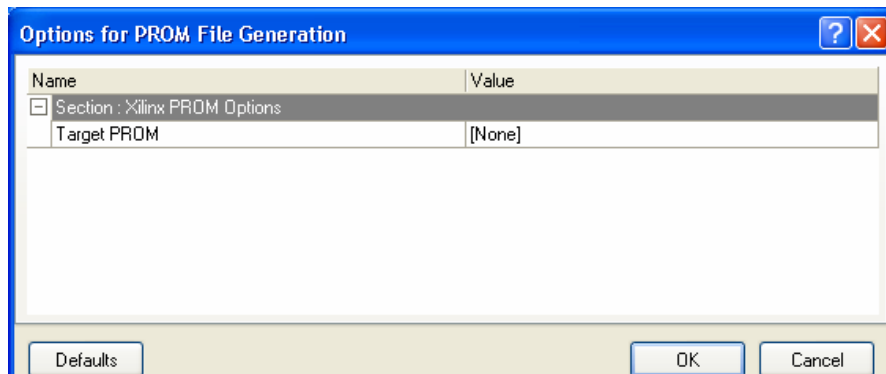 Options for PROM File Generation
Name Value
Section : Xilinx PROM Options
Target PROM [None]
Defaults OK Cancel